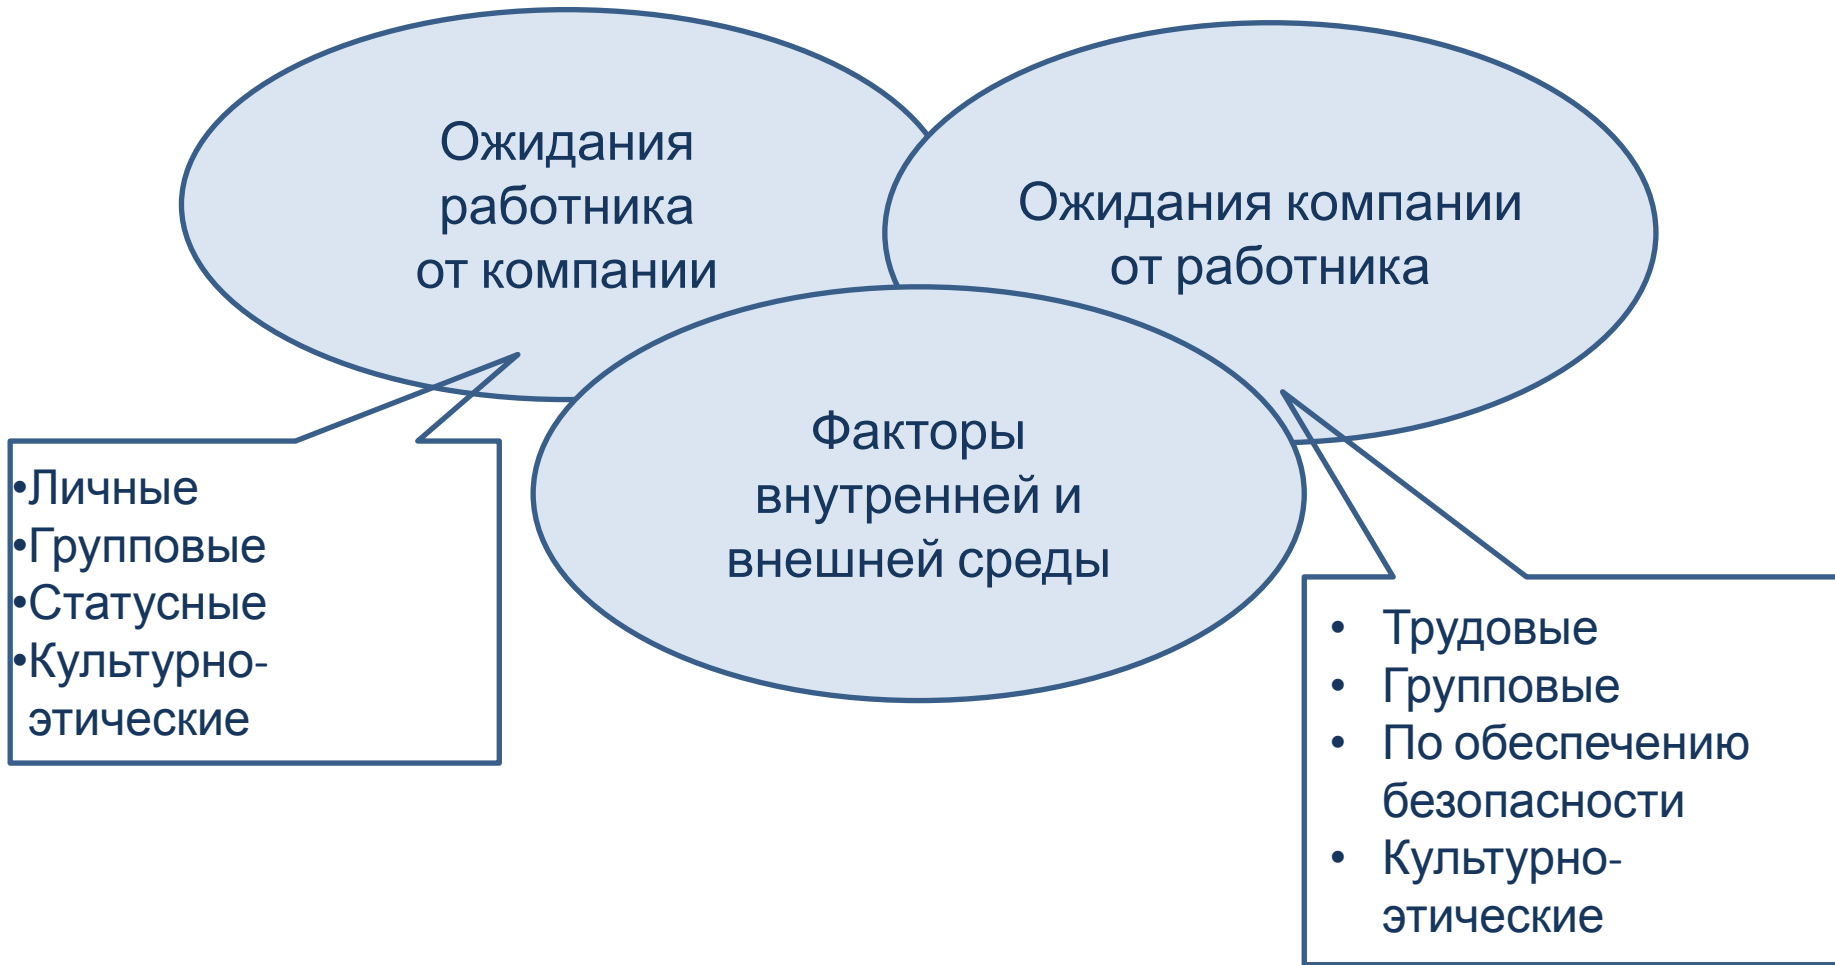 Ожидания
работника
от компании
Ожидания компании
от работника
Факторы
внутренней и
внешней среды
•Личные
•Групповые
•Статусные
•Культурно-
этические
• Трудовые
• Групповые
• По обеспечению
безопасности
• Культурно-
этические